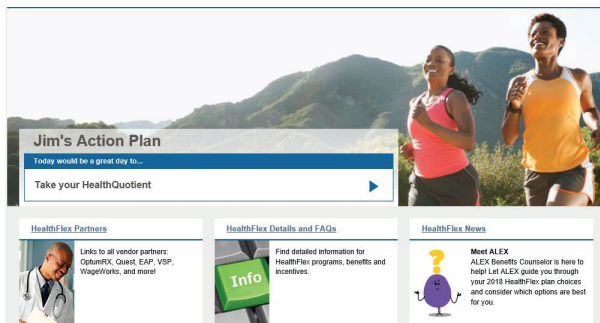 Jim's Action Plan
Today would be a great day to...
Take your HealthQuotient
HealthFlex Partners
Links to all vendor partners:
OptumRX, Quest, EAP, VSP,
WageWorks, and more!
HealthFlex Details and FAQs
Info
Find detailed information for
HealthFlex programs, benefits and
incentives.
HealthFlex News
?
Meet ALEX
ALEX Benefits Counselor is here to
help! Let ALEX guide you through
your 2018 HealthFlex plan choices
and consider which options are best
for you.